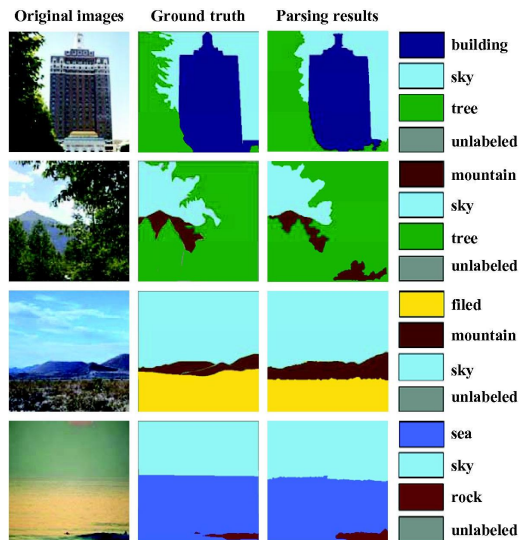 Original images Ground truth Parsing results
building
sky
tree
unlabeled
mountain
sky
tree
unlabeled
filed
mountain
sky
unlabeled
sea
sky
rock
unlabeled